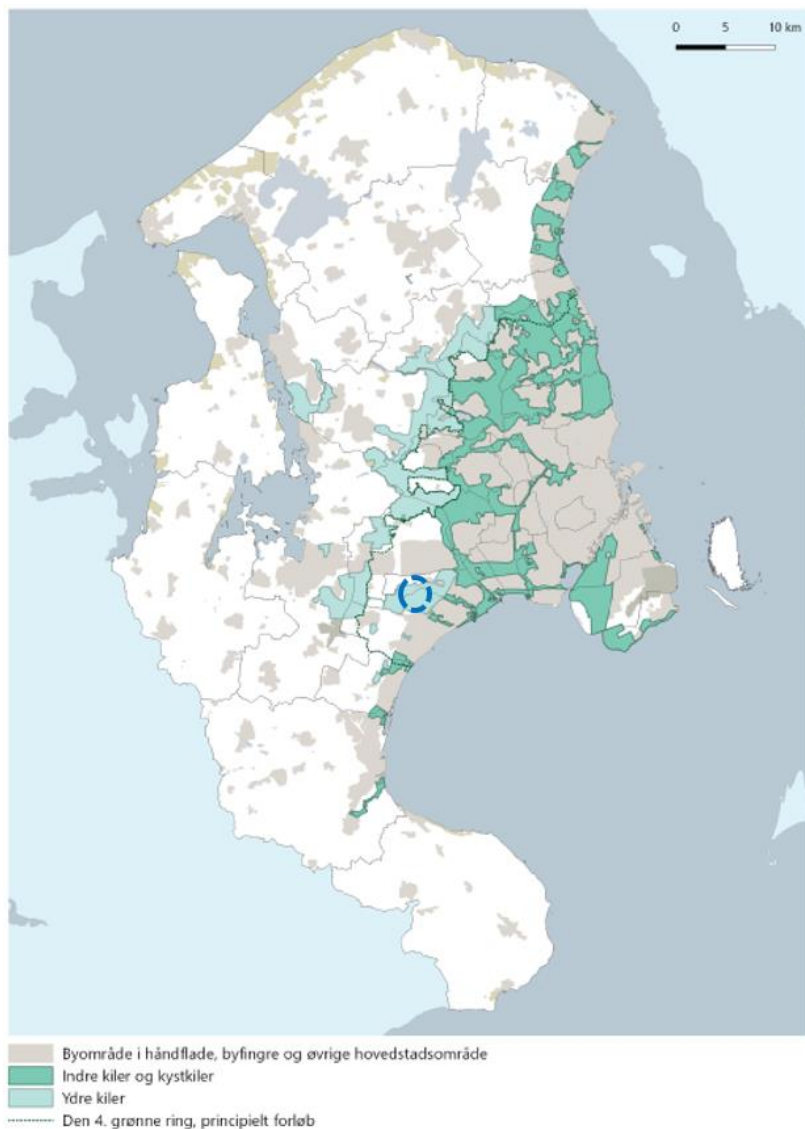 0 5 10 km
Byområde i håndflade, byfingre og øvrige hovedstadsområde
Indre kiler og kystkiler
Ydre kiler
Den 4. grønne ring, principielt forløb